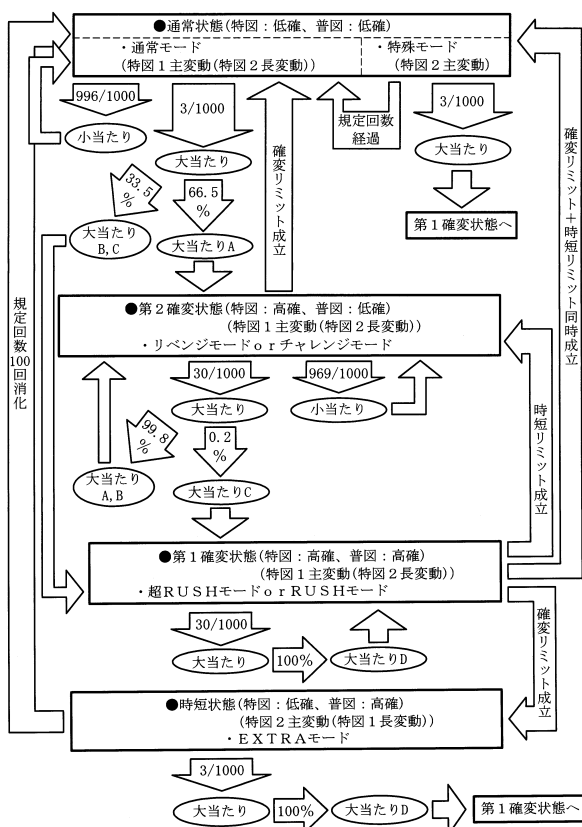 ●通常状態(特図：低確、普図：低確)
・通常モード
(特図1主変動(特図2長変動))
・特殊モード
(特図2主変動)
996/1000
3/1000
規定回数
経過
3/1000
小当たり
大当たり
大当たり
33.5
%
66.5
%
確変リミット成立
第1確変状態へ
大当たり
B,C
大当たりA
確変リミット＋時短リミット同時成立
規定回数100回消化
●第2確変状態(特図：高確、普図：低確)
(特図1主変動(特図2長変動))
・リベンジモードorチャレンジモード
30/1000
969/1000
大当たり
小当たり
99.8
%
0.2
%
時短リミット成立
大当たり
A,B
大当たりC
●第1確変状態(特図：高確、普図：高確)
(特図1主変動(特図2長変動))
・超RUSHモードorRUSHモード
30/1000
大当たり
100%
大当たりD
確変リミット成立
●時短状態(特図：低確、普図：高確)
(特図2主変動(特図1長変動))
・EXTRAモード
3/1000
大当たり
100%
大当たりD
第1確変状態へ